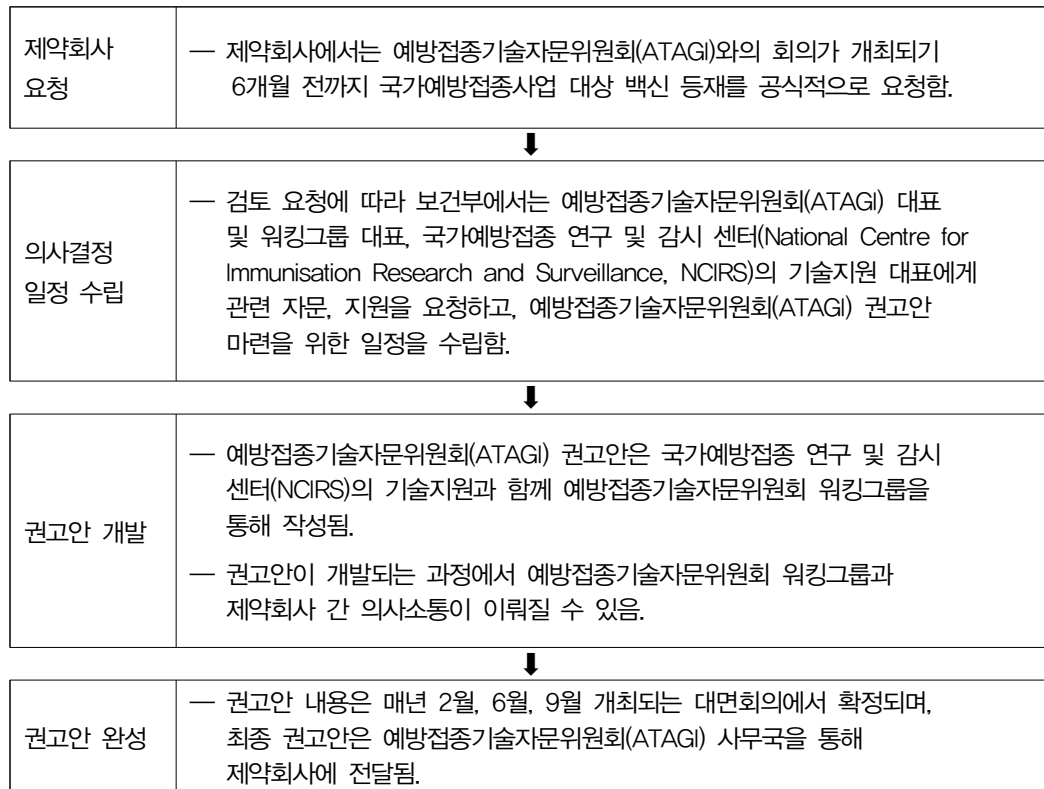 제약회사
요청
— 제약회사에서는 예방접종기술자문위원회(ATAGI)와의 회의가 개최되기
6개월 전까지 국가예방접종사업 대상 백신 등재를 공식적으로 요청함.
⬇
의사결정
일정 수립
— 검토 요청에 따라 보건부에서는 예방접종기술자문위원회(ATAGI) 대표
및 워킹그룹 대표, 국가예방접종 연구 및 감시 센터(National Centre for
Immunisation Research and Surveillance, NCIRS)의 기술지원 대표에게
관련 자문, 지원을 요청하고, 예방접종기술자문위원회(ATAGI) 권고안
마련을 위한 일정을 수립함.
⬇
권고안 개발
— 예방접종기술자문위원회(ATAGI) 권고안은 국가예방접종 연구 및 감시
센터(NCIRS)의 기술지원과 함께 예방접종기술자문위원회 워킹그룹을
통해 작성됨.
— 권고안이 개발되는 과정에서 예방접종기술자문위원회 워킹그룹과
제약회사 간 의사소통이 이뤄질 수 있음.
⬇
권고안 완성
— 권고안 내용은 매년 2월, 6월, 9월 개최되는 대면회의에서 확정되며,
최종 권고안은 예방접종기술자문위원회(ATAGI) 사무국을 통해
제약회사에 전달됨.